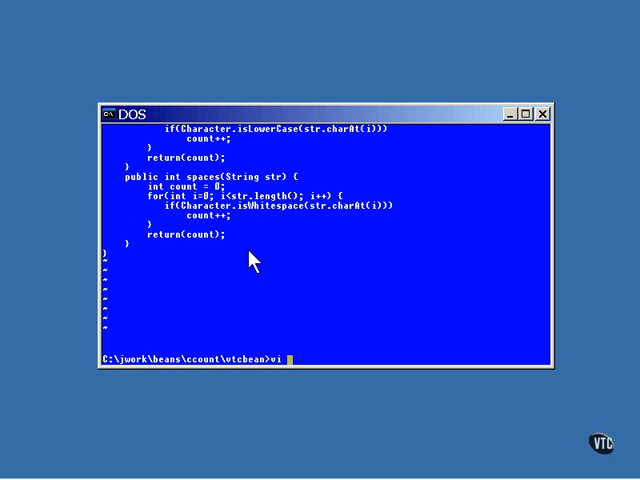 DOS
if(Character.isLowerCase(str.charAt(i)))
count++;
}
return(count);
}
public int spaces(String str) {
int count = 0;
for(int i=0; i<str.length(); i++) {
if(Character.isWhitespace(str.charAt(i)))
count++;
}
return(count);
}
}
~
~
~
~
~
~
~
~
C:\jwork\beans\ccount\vtcbean>vi
VTC